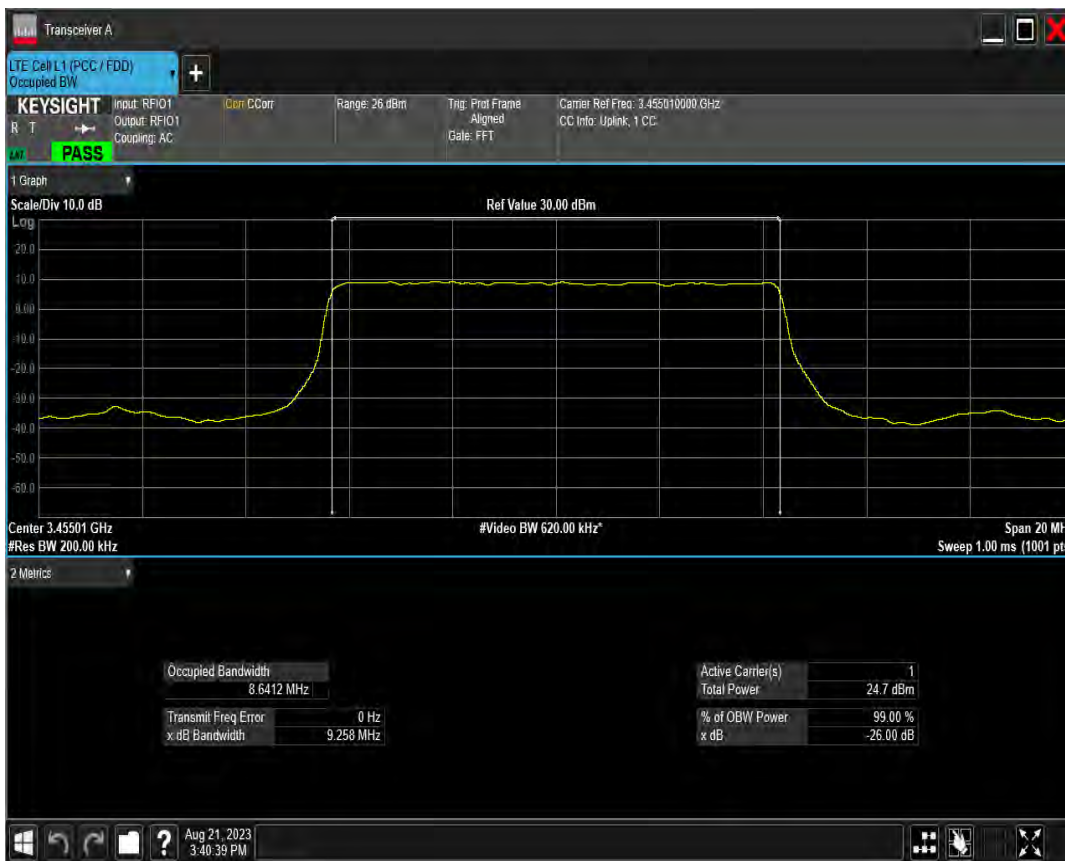 Transceiver A
LTE Cell L1 (PCC / FDD)
Occupied BW
+
KEYSIGHT
R T
PASS
Input: RFIO1
Output: RFIO1
Coupling: AC
Corr CCorr
Range: 26 dBm
Trig: Prot Frame
Aligned
Gate: FFT
Carrier Ref Freq: 3.455010000 GHz
CC Info: Uplink, 1 CC
1 Graph
Scale/Div 10.0 dB
Ref Value 30.00 dBm
Log
20.0
10.0
0.00
-10.0
-20.0
-30.0
-40.0
-50.0
-60.0
Center 3.45501 GHz
#Video BW 620.00 kHz*
Span 20 MH
#Res BW 200.00 kHz
Sweep 1.00 ms (1001 pts
2 Metrics
Occupied Bandwidth
8.6412 MHz
Transmit Freq Error 0 Hz
x dB Bandwidth 9.258 MHz
Active Carrier(s) 1
Total Power 24.7 dBm
% of OBW Power 99.00 %
x dB -26.00 dB
?
Aug 21, 2023
3:40:39 PM